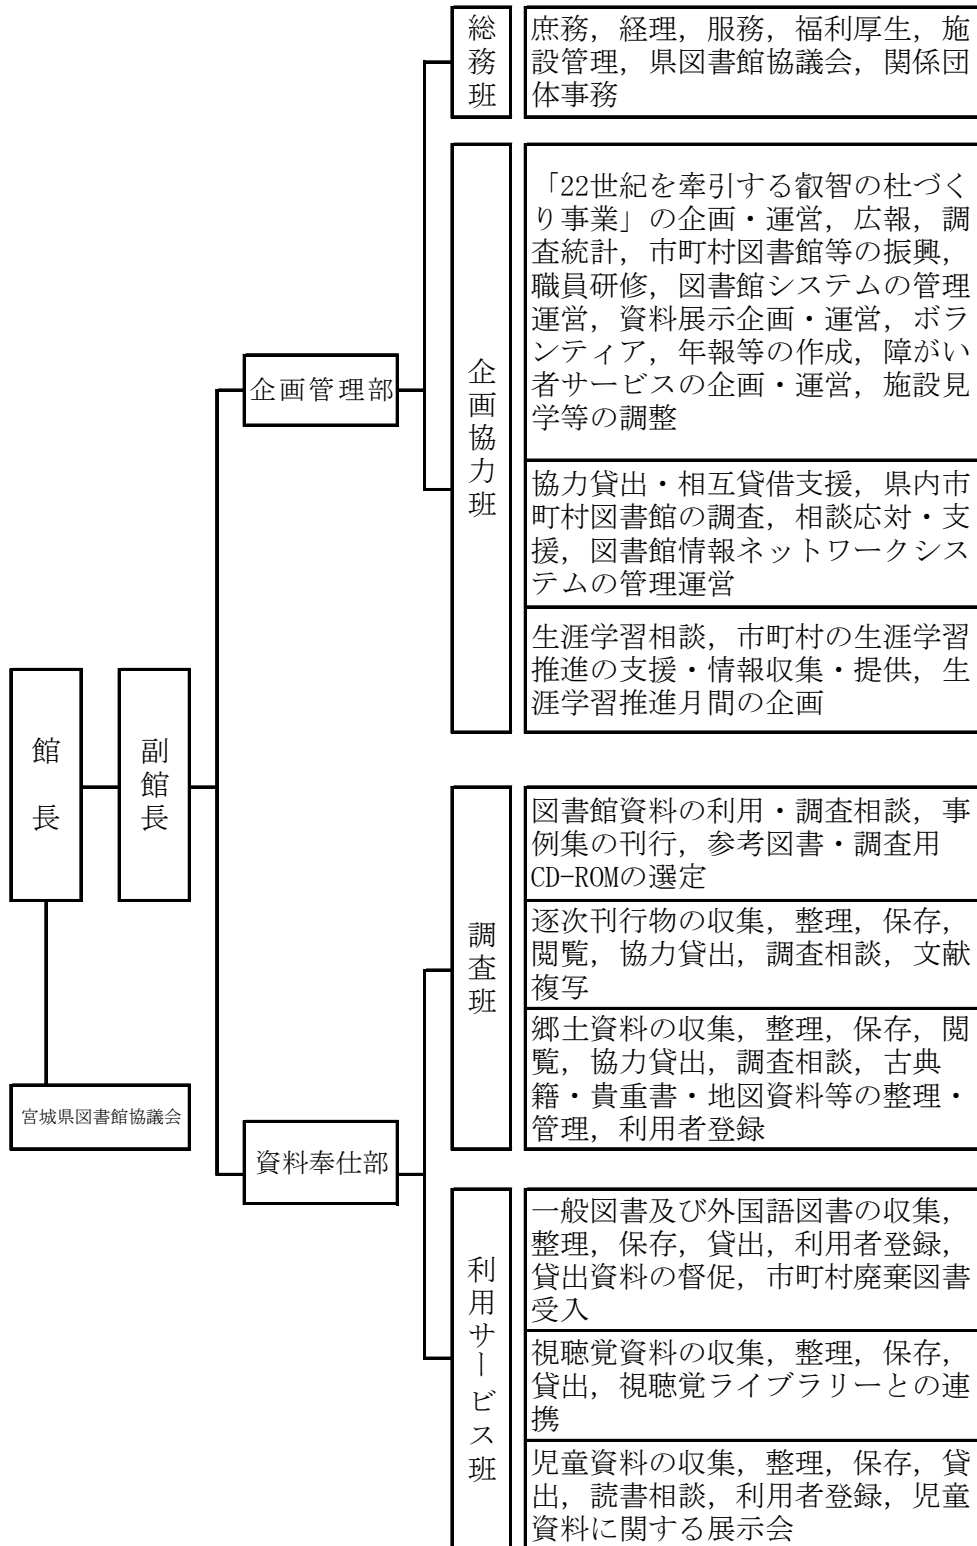 総務班
庶務，経理，服務，福利厚生，施
設管理，県図書館協議会，関係団
体事務
企画管理部
企画協力班
「22世紀を牽引する叡智の杜づく
り事業」の企画・運営，広報，調
査統計，市町村図書館等の振興，
職員研修，図書館システムの管理
運営，資料展示企画・運営，ボラ
ンティア，年報等の作成，障がい
者サービスの企画・運営，施設見
学等の調整
協力貸出・相互貸借支援，県内市
町村図書館の調査，相談応対・支
援，図書館情報ネットワークシス
テムの管理運営
生涯学習相談，市町村の生涯学習
推進の支援・情報収集・提供，生
涯学習推進月間の企画
館長
副館長
宮城県図書館協議会
資料奉仕部
調査班
図書館資料の利用・調査相談，事
例集の刊行，参考図書・調査用
CD-ROMの選定
逐次刊行物の収集，整理，保存，
閲覧，協力貸出，調査相談，文献
複写
郷土資料の収集，整理，保存，閲
覧，協力貸出，調査相談，古典
籍・貴重書・地図資料等の整理・
管理，利用者登録
利用サービス班
一般図書及び外国語図書の収集，
整理，保存，貸出，利用者登録，
貸出資料の督促，市町村廃棄図書
受入
視聴覚資料の収集，整理，保存，
貸出，視聴覚ライブラリーとの連
携
児童資料の収集，整理，保存，貸
出，読書相談，利用者登録，児童
資料に関する展示会